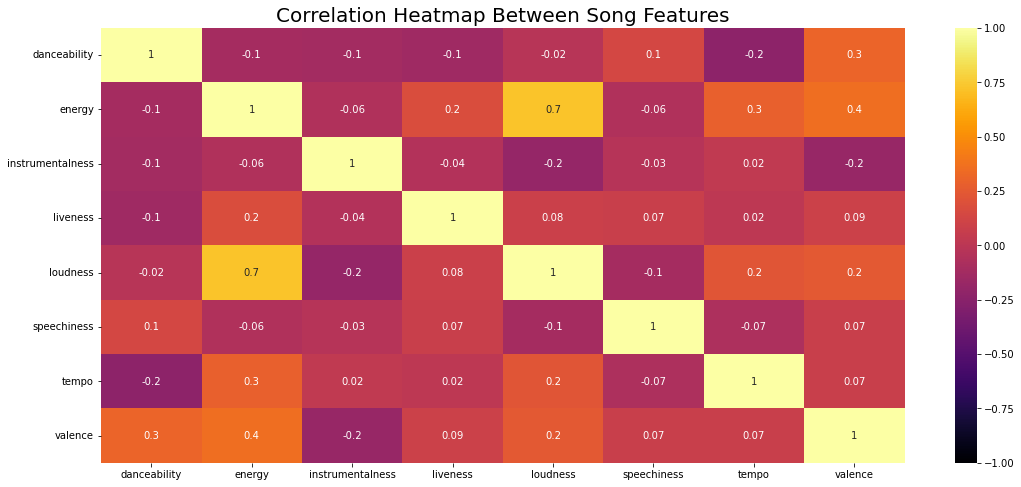 Correlation Heatmap Between Song Features
danceability 1 -0.1 -0.1 -0.1 -0.02 0.1 -0.2 0.3
energy -0.1 1 -0.06 0.2 0.7 -0.06 0.3 0.4
instrumentalness -0.1 -0.06 1 -0.04 -0.2 -0.03 0.02 -0.2
liveness -0.1 0.2 -0.04 1 0.08 0.07 0.02 0.09
loudness -0.02 0.7 -0.2 0.08 1 -0.1 0.2 0.2
speechiness 0.1 -0.06 -0.03 0.07 -0.1 1 -0.07 0.07
tempo -0.2 0.3 0.02 0.02 0.2 -0.07 1 0.07
valence 0.3 0.4 -0.2 0.09 0.2 0.07 0.07 1
danceability energy instrumentalness liveness loudness speechiness tempo valence
1.00
0.75
0.50
0.25
0.00
−0.25
−0.50
−0.75
−1.00